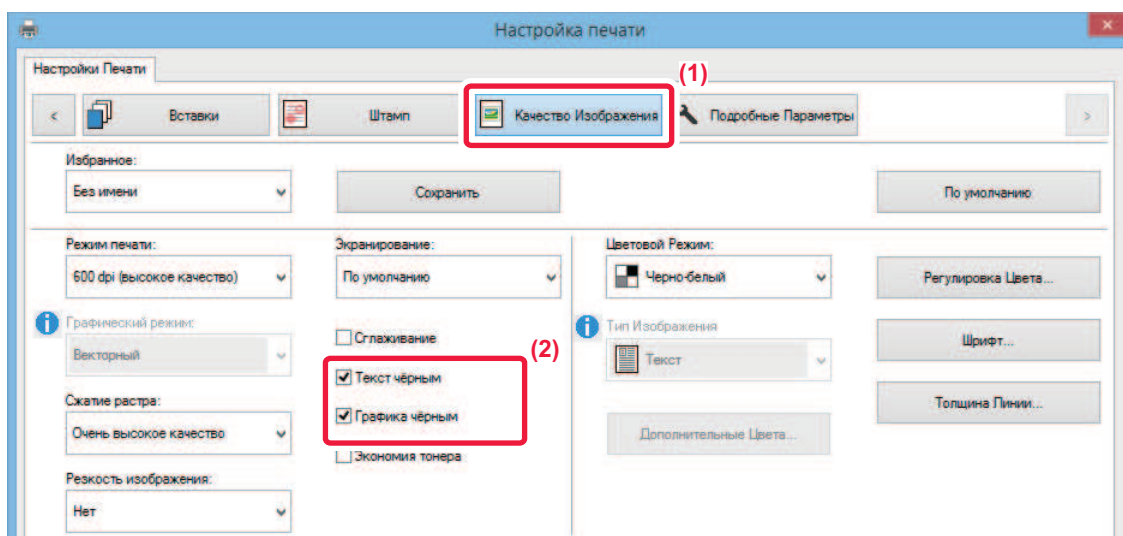 Настройка печати
Настройки Печати
(1)
< Вставки Штамп Качество Изображения Подробные Параметры >
Избранное:
Без имени Сохранить По умолчанию
Режим печати: Экранирование: Цветовой Режим:
600 dpi (высокое качество) По умолчанию Черно-белый Регулировка Цвета...
Графический режим: Сглаживание Тип Изображения
Векторный (2) Текст Шрифт...
Текст чёрным
Сжатие растра: Графика чёрным Толщина Линии...
Очень высокое качество Дополнительные Цвета...
Экономия тонера
Резкость изображения:
Нет